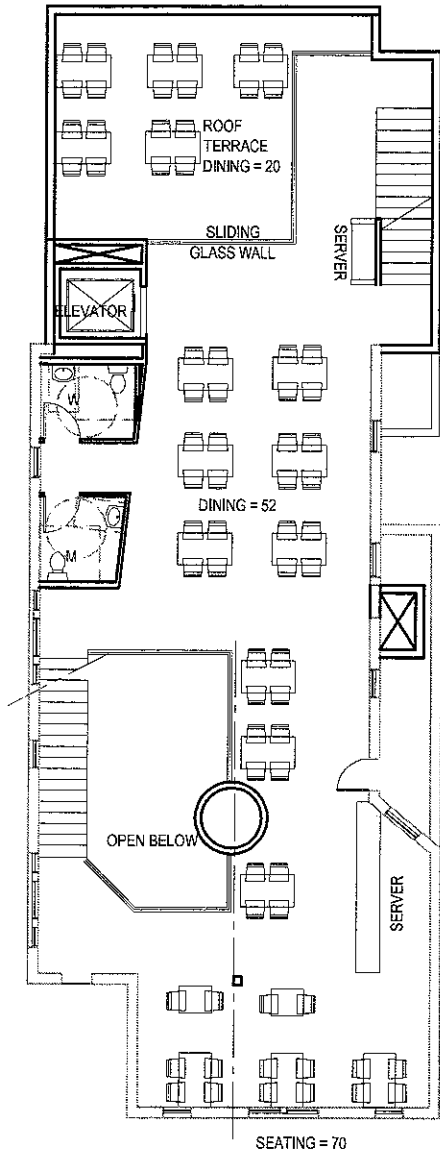 ROOF
TERRACE
DINING = 20
SLIDING
GLASS WALL
SERVER
ELEVATOR
W
DINING = 52
M
OPEN BELOW
SERVER
SEATING = 70